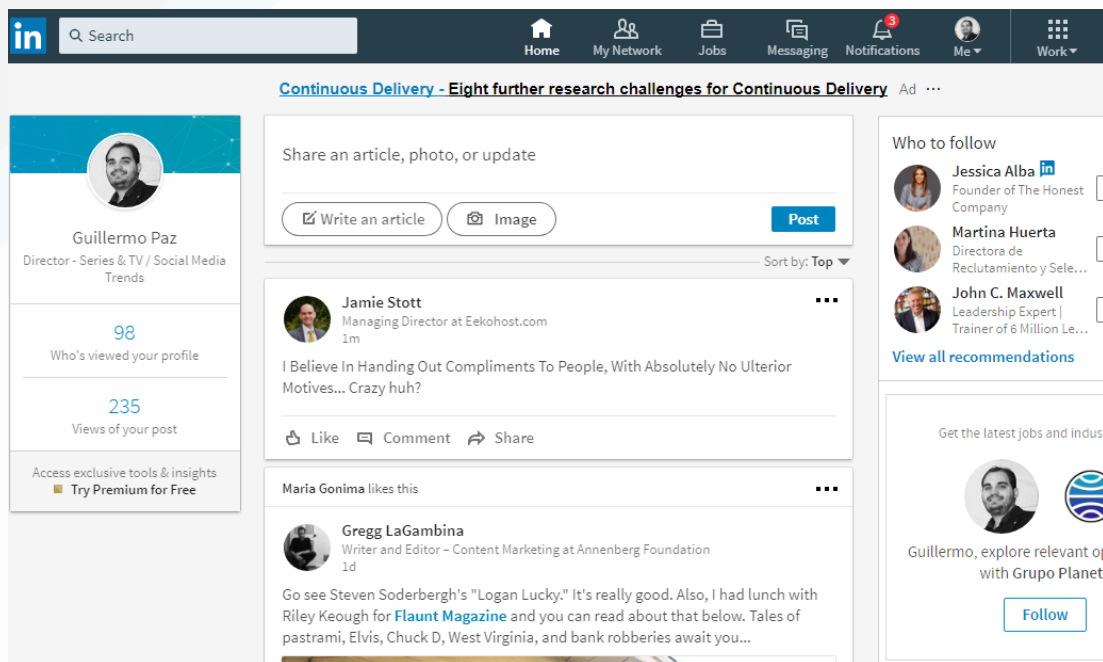 in
Search
Home
My Network
Jobs
Messaging
3
Notifications
Me
Work
Continuous Delivery - Eight further research challenges for Continuous Delivery Ad ...
Guillermo Paz
Director - Series & TV / Social Media
Trends
98
Who's viewed your profile
235
Views of your post
Access exclusive tools & insights
Try Premium for Free
Share an article, photo, or update
Write an article
Image
Post
Sort by: Top
Jamie Stott
Managing Director at Eekohost.com
1m
I Believe In Handing Out Compliments To People, With Absolutely No Ulterior
Motives... Crazy huh?
Like
Comment
Share
Maria Gonima likes this
Gregg LaGambina
Writer and Editor – Content Marketing at Annenberg Foundation
1d
Go see Steven Soderbergh's "Logan Lucky." It's really good. Also, I had lunch with
Riley Keough for Flaunt Magazine and you can read about that below. Tales of
pastrami, Elvis, Chuck D, West Virginia, and bank robberies await you...
Who to follow
Jessica Alba in
Founder of The Honest
Company
Martina Huerta
Directora de
Reclutamiento y Sele...
John C. Maxwell
Leadership Expert |
Trainer of 6 Million Le...
View all recommendations
Get the latest jobs and indus
Guillermo, explore relevant op
with Grupo Planet
Follow